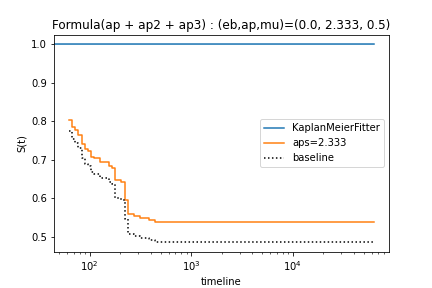 Formula(ap + ap2 + ap3) : (eb,ap,mu)=(0.0, 2.333, 0.5)
1.0
0.9
0.8
0.7
0.6
0.5
S(t)
KaplanMeierFitter
aps=2.333
baseline
10²
10³
10⁴
timeline